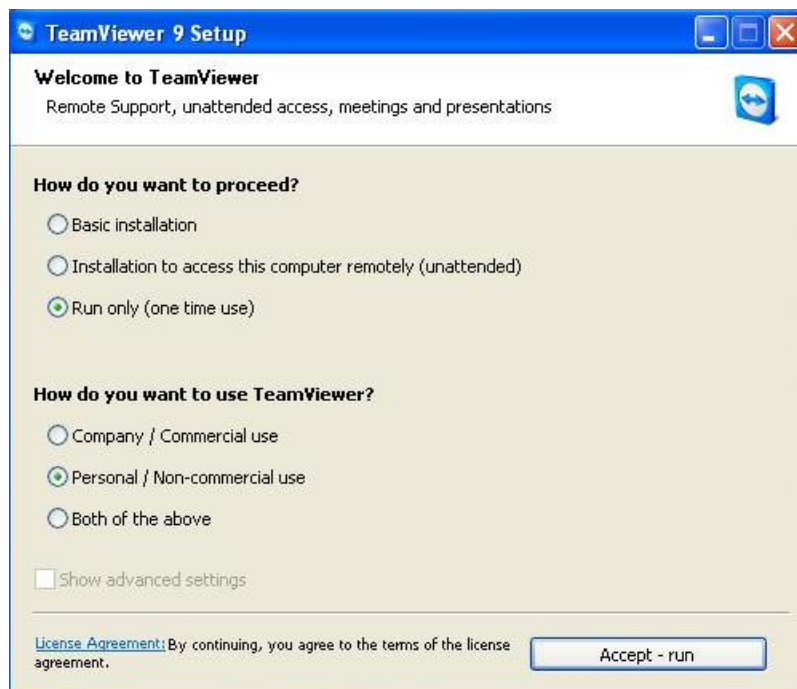 TeamViewer 9 Setup
Welcome to TeamViewer
Remote Support, unattended access, meetings and presentations
How do you want to proceed?
Basic installation
Installation to access this computer remotely (unattended)
Run only (one time use)
How do you want to use TeamViewer?
Company / Commercial use
Personal / Non-commercial use
Both of the above
Show advanced settings
License Agreement: By continuing, you agree to the terms of the license
agreement.
Accept - run